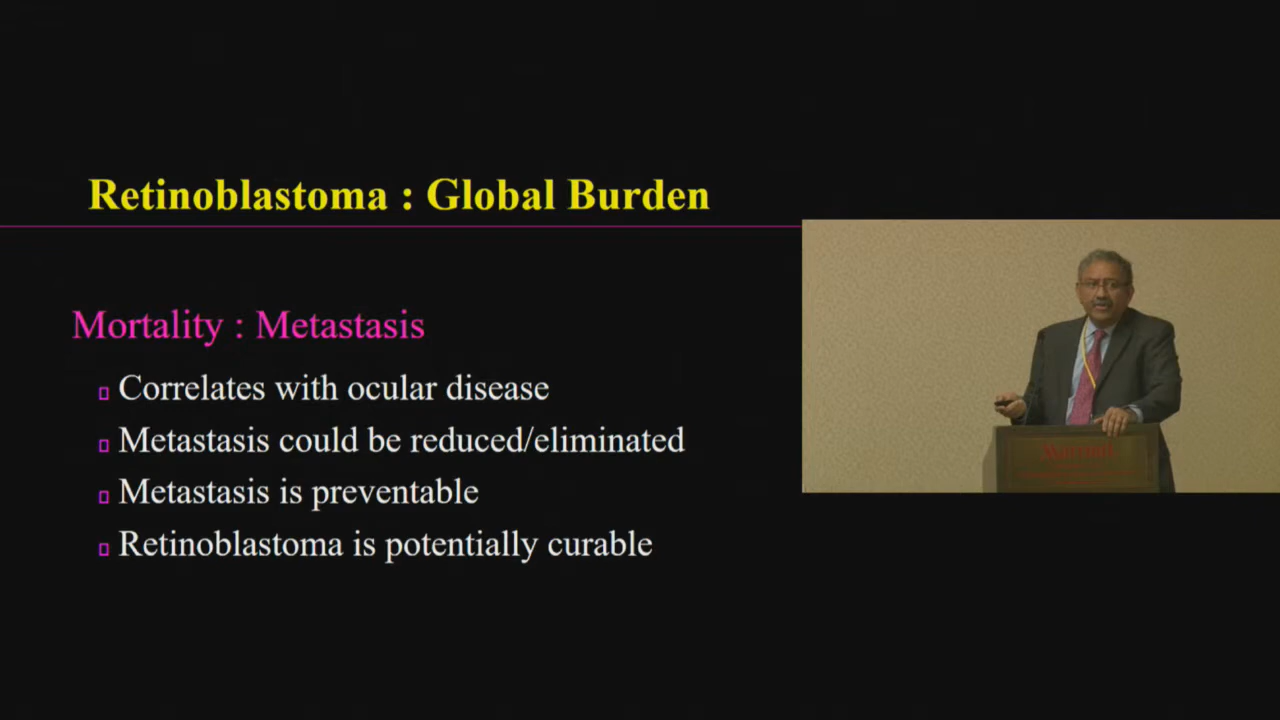 Retinoblastoma : Global Burden
Mortality : Metastasis
Correlates with ocular disease
Metastasis could be reduced/eliminated
Metastasis is preventable
Retinoblastoma is potentially curable
Marriott